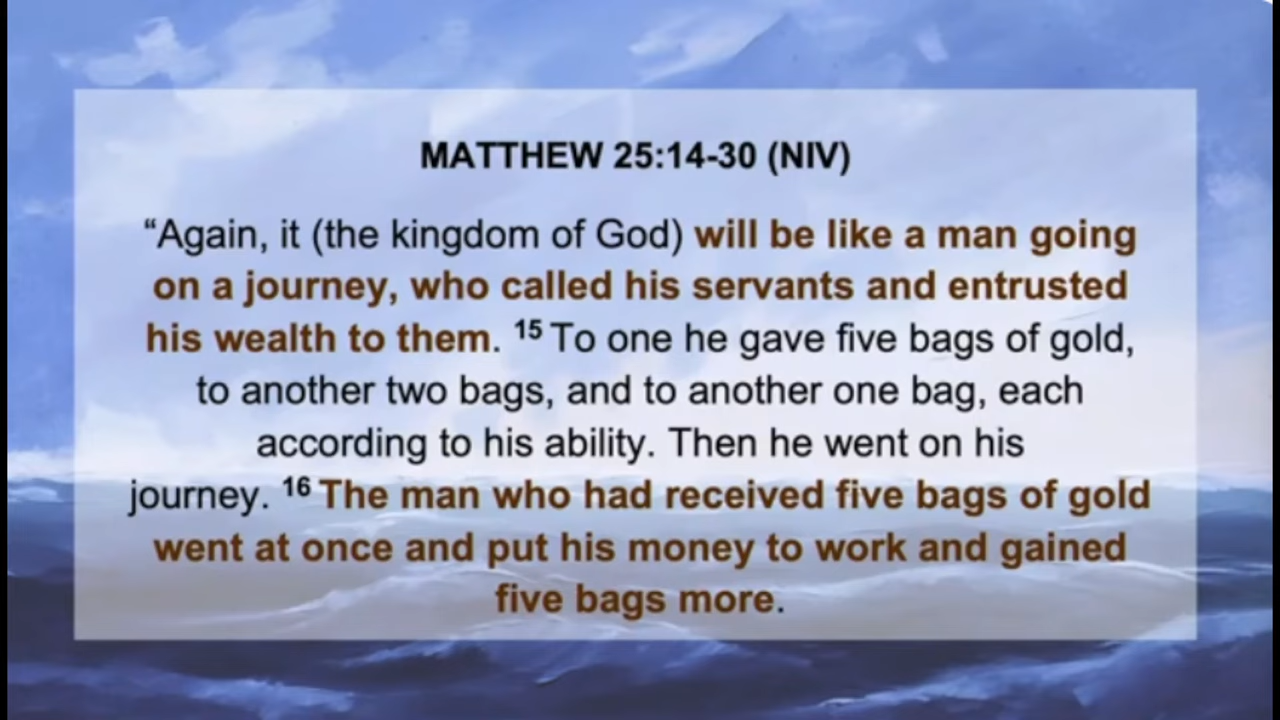 MATTHEW 25:14-30 (NIV)
“Again, it (the kingdom of God) will be like a man going
on a journey, who called his servants and entrusted
his wealth to them. 15 To one he gave five bags of gold,
to another two bags, and to another one bag, each
according to his ability. Then he went on his
journey. 16 The man who had received five bags of gold
went at once and put his money to work and gained
five bags more.